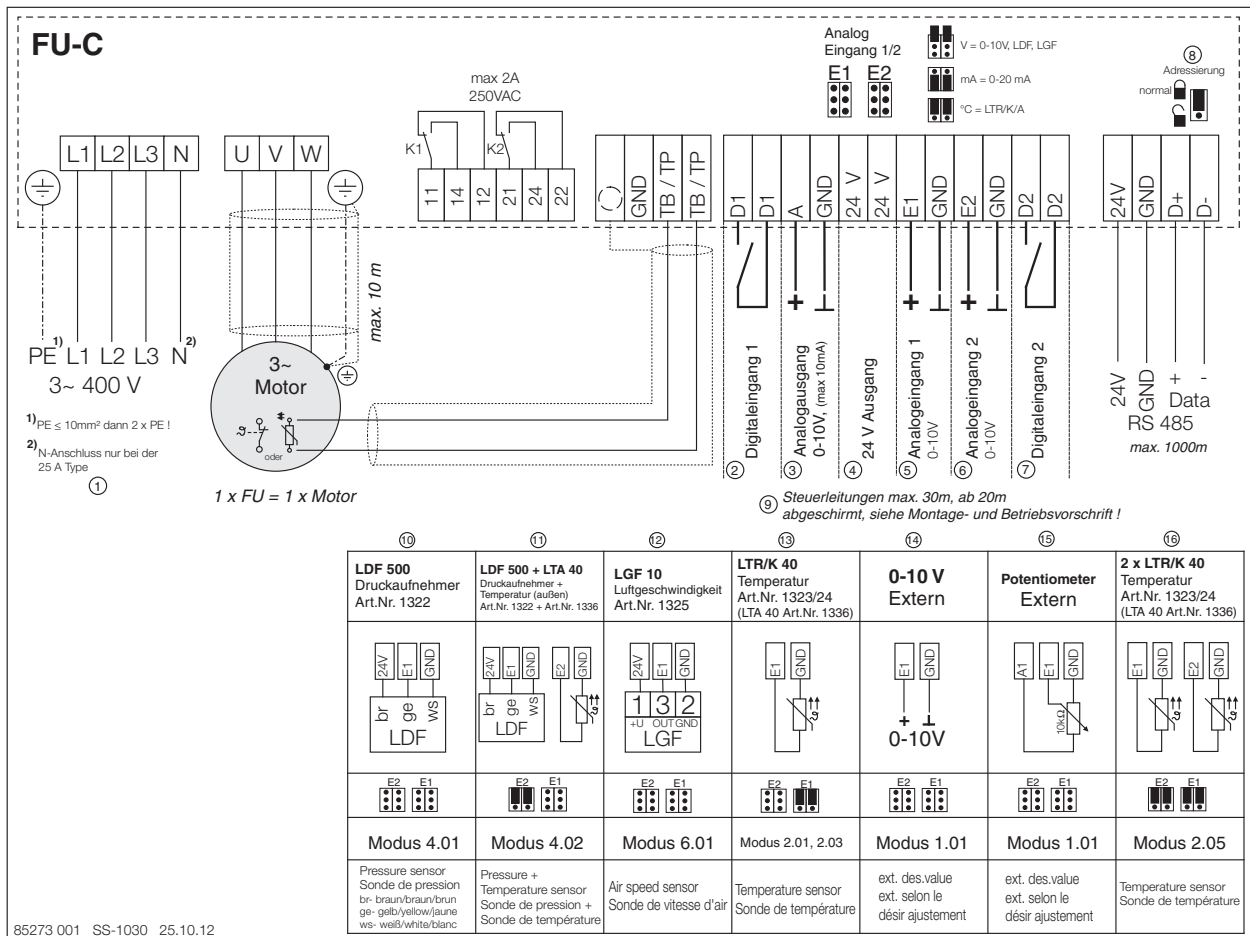 FU-C
Analog
Eingang 1/2
E1 E2
V = 0-10V, LDF, LGF
mA = 0-20 mA
°C = LTR/K/A
8
Adressierung
normal
max 2A
250VAC
K1 K2
L1 L2 L3 N
U V W
11 14 12 21 24 22
GND TB / TP TB / TP
D1 D1 A GND 24 V 24 V E1 GND E2 GND D2 D2
24V GND D+ D-
max. 10 m
PE 1) L1 L2 L3 N 2)
3~ 400 V
3~
Motor
oder
1) PE ≤ 10mm² dann 2 x PE !
2) N-Anschluss nur bei der
25 A Type
1
1 x FU = 1 x Motor
2 Digitaleingang 1
3 Analogausgang
0-10V, (max 10mA)
4 24 V Ausgang
5 Analogeingang 1
0-10V
6 Analogeingang 2
0-10V
7 Digitaleingang 2
24V GND + -
Data
RS 485
max. 1000m
9 Steuerleitungen max. 30m, ab 20m
abgeschirmt, siehe Montage- und Betriebsvorschrift !
10 11 12 13 14 15 16
LDF 500
Druckaufnehmer
Art.Nr. 1322
LDF 500 + LTA 40
Druckaufnehmer +
Temperatur (außen)
Art.Nr. 1322 + Art.Nr. 1336
LGF 10
Luftgeschwindigkeit
Art.Nr. 1325
LTR/K 40
Temperatur
Art.Nr. 1323/24
(LTA 40 Art.Nr. 1336)
0-10 V
Extern
Potentiometer
Extern
2 x LTR/K 40
Temperatur
Art.Nr. 1323/24
(LTA 40 Art.Nr. 1336)
24V E1 GND
br ge ws
LDF
24V E1 GND E2 GND
br ge ws
LDF
24V E1 GND
1 3 2
+U OUT GND
LGF
E1 GND
E1 GND
+ ⊥
0-10V
A1 E1 GND
10kΩ
E1 GND E2 GND
E2 E1
E2 E1
E2 E1
E2 E1
E2 E1
E2 E1
E2 E1
Modus 4.01
Modus 4.02
Modus 6.01
Modus 2.01, 2.03
Modus 1.01
Modus 1.01
Modus 2.05
Pressure sensor
Sonde de pression
br- braun/braun/brun
ge- gelb/yellow/jaune
ws- weiß/white/blanc
Pressure +
Temperature sensor
Sonde de pression +
Sonde de température
Air speed sensor
Sonde de vitesse d'air
Temperature sensor
Sonde de température
ext. des.value
ext. selon le
désir ajustement
ext. des.value
ext. selon le
désir ajustement
Temperature sensor
Sonde de température
85273 001 SS-1030 25.10.12